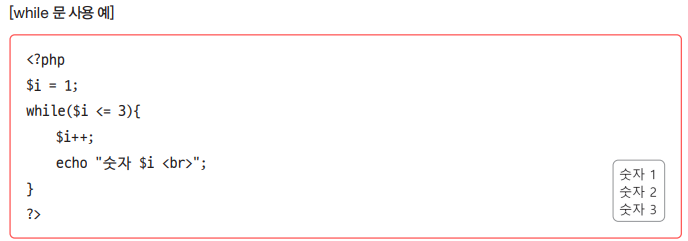 [while 문 사용 예]
<?php
$i = 1;
while($i <= 3){
$i++;
echo "숫자 $i <br>";
}
?>
숫자 1
숫자 2
숫자 3